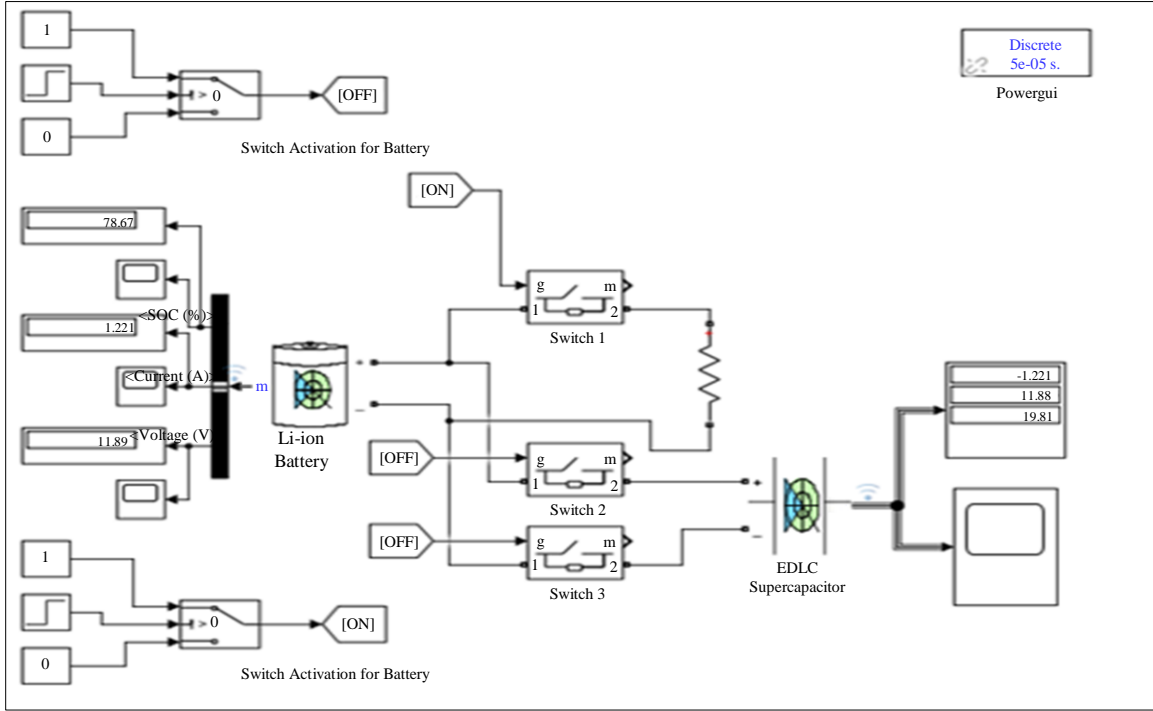 1
> 0
0
[OFF]
Switch Activation for Battery
Discrete
5e-05 s.
Powergui
[ON]
78.67
<SOC (%)>
1.221
<Current (A)>
<Voltage (V)
11.89
m
+
_
Li-ion
Battery
g
m
1
2
Switch 1
[OFF]
g
m
1
2
Switch 2
[OFF]
g
m
1
2
Switch 3
+
_
EDLC
Supercapacitor
-1.221
11.88
19.81
1
> 0
0
[ON]
Switch Activation for Battery